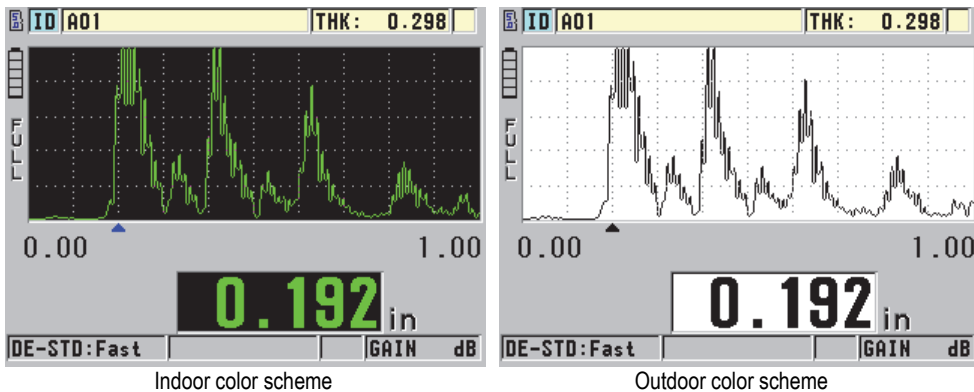 ID A01 THK: 0.298
FULL
0.00 1.00
0.192 in
DE-STD:Fast GAIN dB
Indoor color scheme
ID A01 THK: 0.298
FULL
0.00 1.00
0.192 in
DE-STD:Fast GAIN dB
Outdoor color scheme